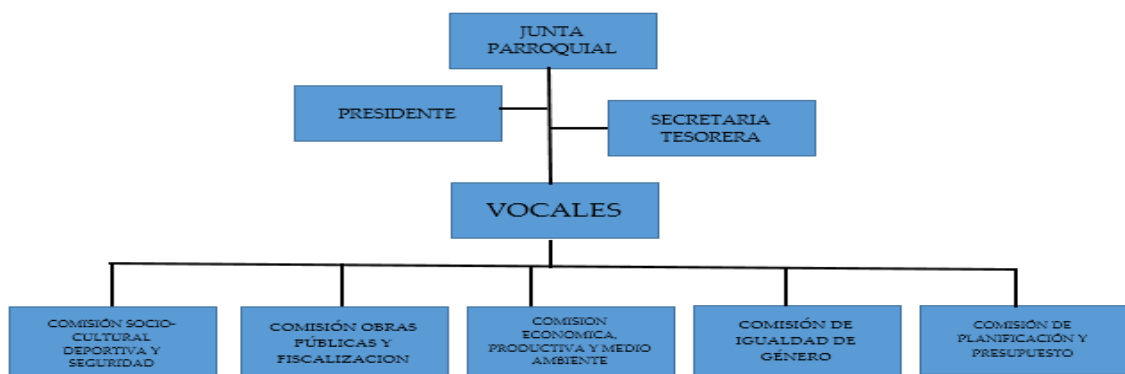 JUNTA
PARROQUIAL
PRESIDENTE
SECRETARIA
TESORERA
VOCALES
COMISIÓN SOCIO-
CULTURAL
DEPORTIVA Y
SEGURIDAD
COMISIÓN OBRAS
PÚBLICAS Y
FISCALIZACION
COMISION
ECONOMICA,
PRODUCTIVA Y MEDIO
AMBIENTE
COMISIÓN DE
IGUALDAD DE
GÉNERO
COMISIÓN DE
PLANIFICACIÓN Y
PRESUPUESTO